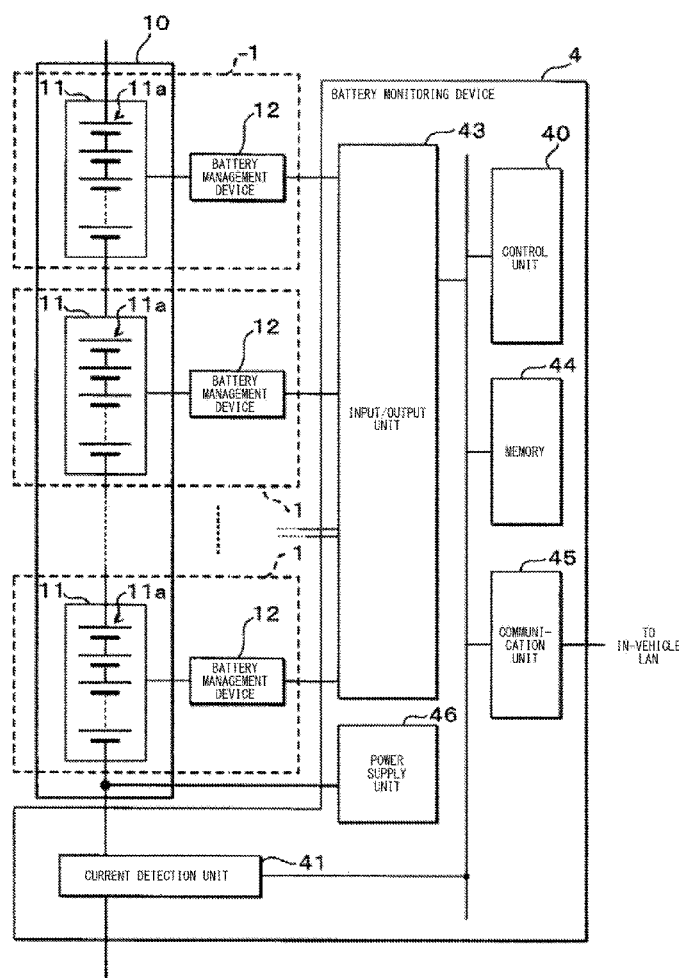 10
1
4
BATTERY MONITORING DEVICE
11
11a
12
BATTERY
MANAGEMENT
DEVICE
43
40
CONTROL
UNIT
11
11a
12
BATTERY
MANAGEMENT
DEVICE
INPUT/OUTPUT
UNIT
44
MEMORY
1
1
11
11a
12
BATTERY
MANAGEMENT
DEVICE
45
COMMUNI-
CATION
UNIT
TO
IN-VEHICLE
LAN
46
POWER
SUPPLY
UNIT
CURRENT DETECTION UNIT
41